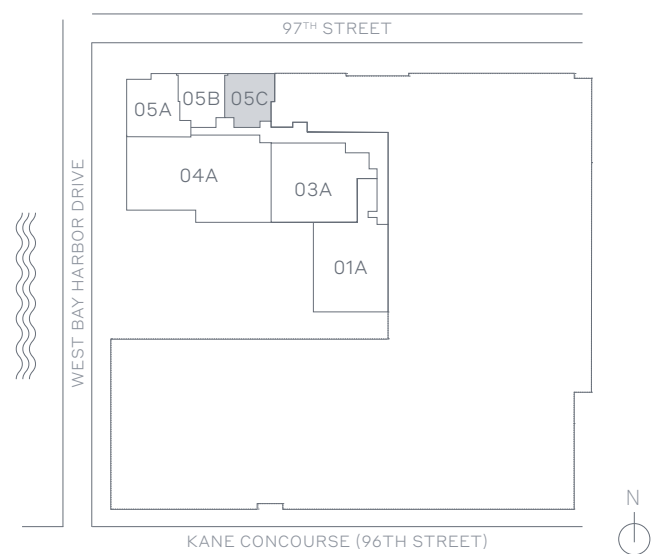 97TH STREET
05A
05B
05C
04A
03A
01A
WEST BAY HARBOR DRIVE
N
KANE CONCOURSE (96TH STREET)